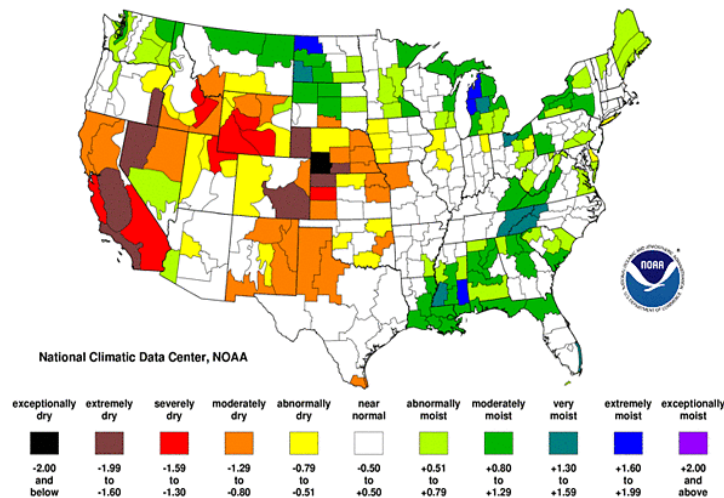 NOAA
National Climatic Data Center, NOAA
exceptionally dry
extremely dry
severely dry
moderately dry
abnormally dry
near normal
abnormally moist
moderately moist
very moist
extremely moist
exceptionally moist
-2.00 and below
-1.99 to -1.60
-1.59 to -1.30
-1.29 to -0.80
-0.79 to -0.51
-0.50 to +0.50
+0.51 to +0.79
+0.80 to +1.29
+1.30 to +1.59
+1.60 to +1.99
+2.00 and above